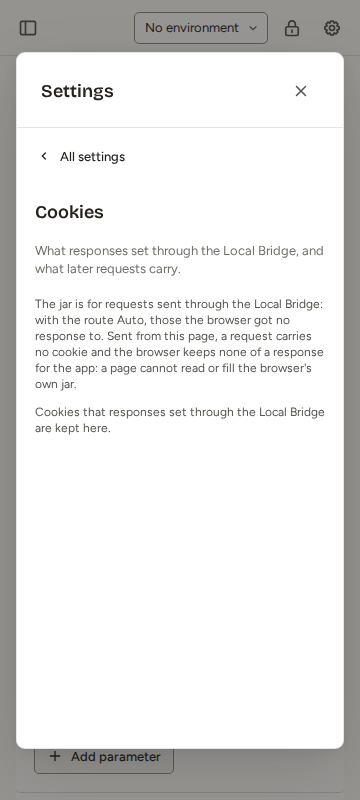 No environment
Settings
All settings
Cookies
What responses set through the Local Bridge, and
what later requests carry.
The jar is for requests sent through the Local Bridge:
with the route Auto, those the browser got no
response to. Sent from this page, a request carries
no cookie and the browser keeps none of a response
for the app: a page cannot read or fill the browser's
own jar.
Cookies that responses set through the Local Bridge
are kept here.
Add parameter